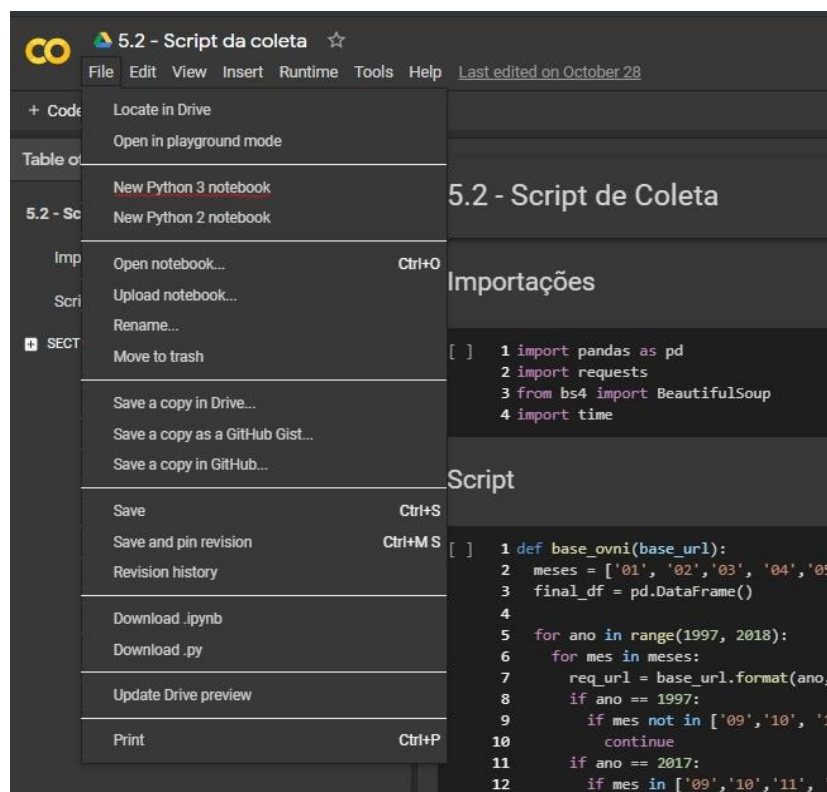 5.2 - Script da coleta
File Edit View Insert Runtime Tools Help Last edited on October 28
+ Code
Table of
5.2 - Sc
Imp
Scri
SECT
Locate in Drive
Open in playground mode
New Python 3 notebook
New Python 2 notebook
Open notebook... Ctrl+O
Upload notebook...
Rename...
Move to trash
Save a copy in Drive...
Save a copy as a GitHub Gist...
Save a copy in GitHub...
Save Ctrl+S
Save and pin revision Ctrl+M S
Revision history
Download .ipynb
Download .py
Update Drive preview
Print Ctrl+P
5.2 - Script de Coleta
Importações
[ ] 1 import pandas as pd
2 import requests
3 from bs4 import BeautifulSoup
4 import time
Script
[ ] 1 def base_ovni(base_url):
2 meses = ['01', '02','03', '04','05
3 final_df = pd.DataFrame()
4
5 for ano in range(1997, 2018):
6 for mes in meses:
7 req_url = base_url.format(ano,
8 if ano == 1997:
9 if mes not in ['09','10', '1
10 continue
11 if ano == 2017:
12 if mes in ['09','10','11',